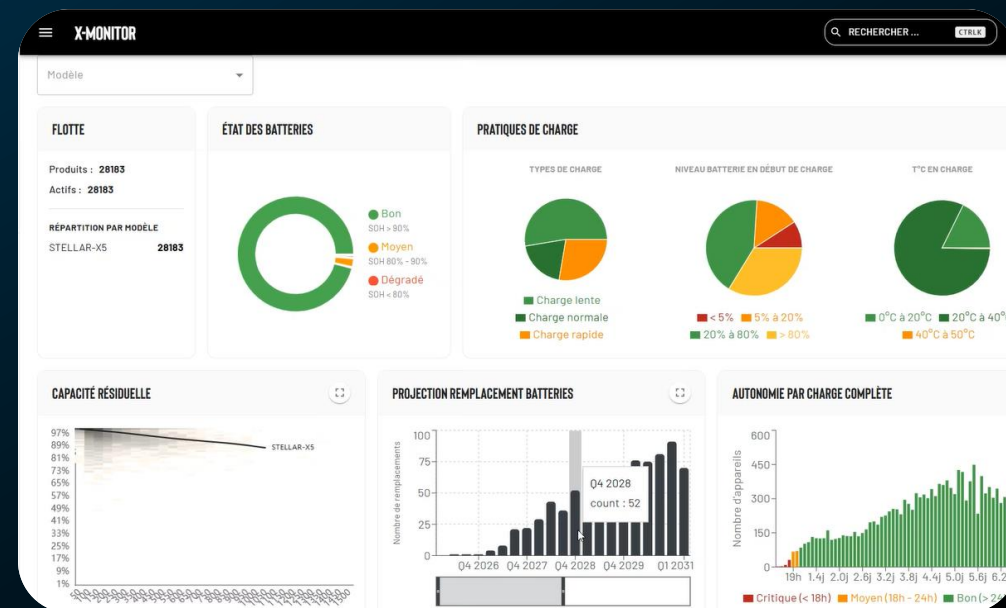 X-MONITOR
RECHERCHER ...
CTRLK
Modèle
FLOTTE
Produits : 28183
Actifs : 28183
RÉPARTITION PAR MODÈLE
STELLAR-X5 28183
ÉTAT DES BATTERIES
Bon
SOH > 90%
Moyen
SOH 80% - 90%
Dégradé
SOH < 80%
PRATIQUES DE CHARGE
TYPES DE CHARGE
Charge lente
Charge normale
Charge rapide
NIVEAU BATTERIE EN DÉBUT DE CHARGE
< 5% 5% à 20%
20% à 80% > 80%
T°C EN CHARGE
0°C à 20°C 20°C à 40°
40°C à 50°C
CAPACITÉ RÉSIDUELLE
97%
89%
81%
73%
65%
57%
49%
41%
33%
25%
17%
9%
1%
STELLAR-X5
PROJECTION REMPLACEMENT BATTERIES
Nombre de remplacements
100
75
50
25
0
Q4 2028
count : 52
Q4 2026 Q4 2027 Q4 2028 Q4 2029 Q1 2031
AUTONOMIE PAR CHARGE COMPLÈTE
Nombre d'appareils
600
450
300
150
0
19h 1.4j 2.0j 2.6j 3.2j 3.8j 4.4j 5.0j 5.6j 6.2
Critique (< 18h) Moyen (18h - 24h) Bon (> 24